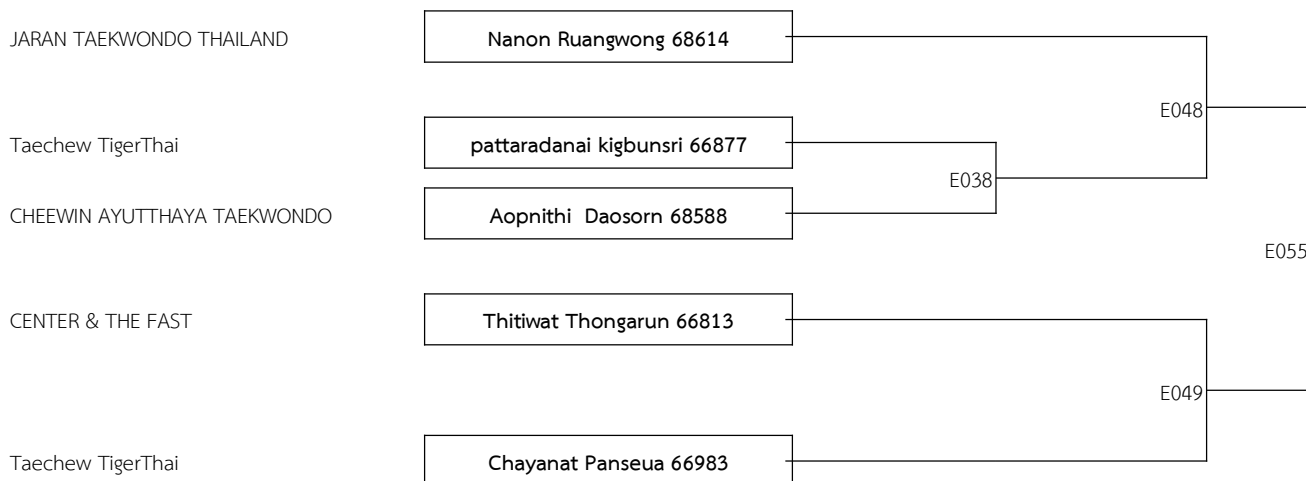 JARAN TAEKWONDO THAILAND
Nanon Ruangwong 68614
E048
Taechew TigerThai
pattaradanai kigbunsri 66877
E038
CHEEWIN AYUTTHAYA TAEKWONDO
Aopnithi  Daosorn 68588
E055
CENTER & THE FAST
Thitiwat Thongarun 66813
E049
Taechew TigerThai
Chayanat Panseua 66983